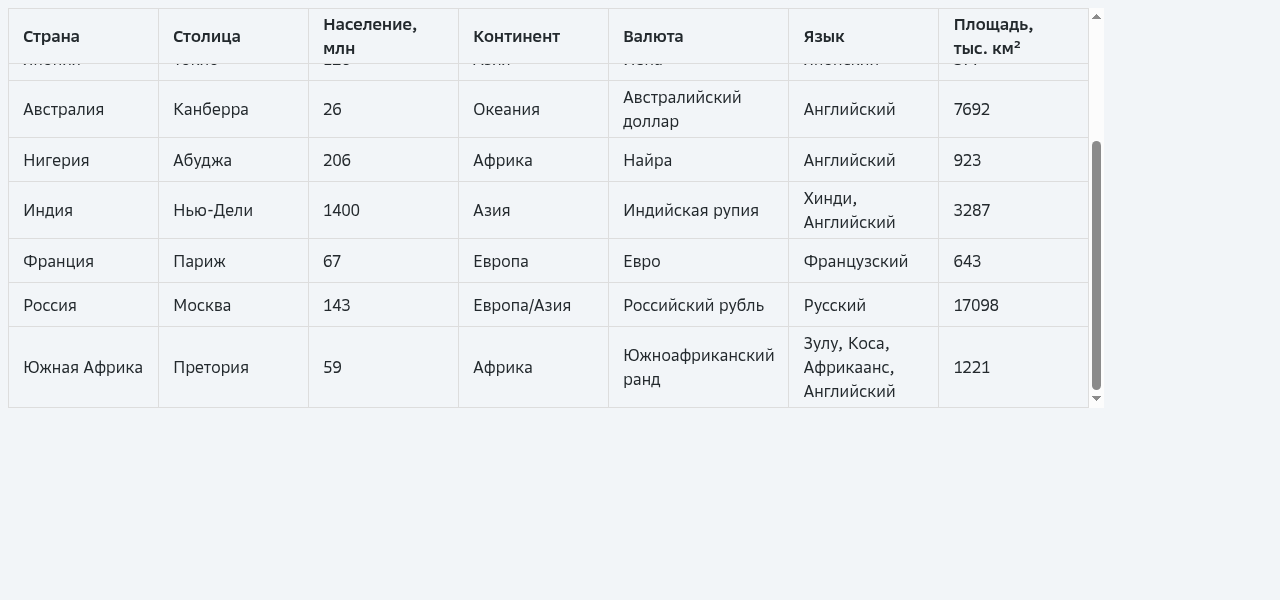 Страна Столица Население, млн Континент Валюта Язык Площадь, тыс. км²
Австралия Канберра 26 Океания Австралийский доллар Английский 7692
Нигерия Абуджа 206 Африка Найра Английский 923
Индия Нью-Дели 1400 Азия Индийская рупия Хинди, Английский 3287
Франция Париж 67 Европа Евро Французский 643
Россия Москва 143 Европа/Азия Российский рубль Русский 17098
Южная Африка Претория 59 Африка Южноафриканский ранд Зулу, Коса, Африкаанс, Английский 1221